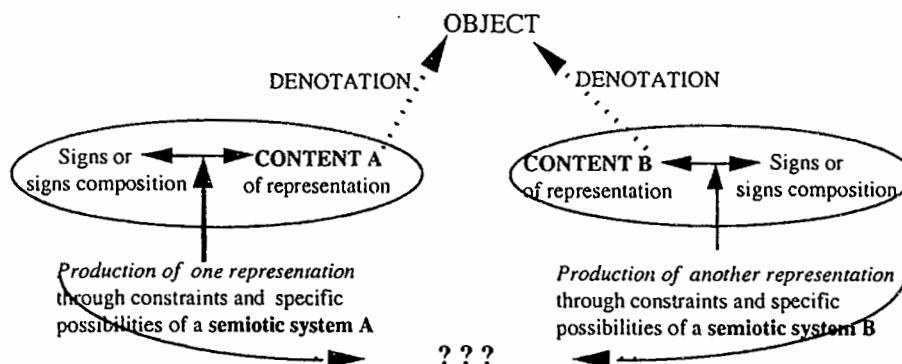 OBJECT
DENOTATION
DENOTATION
Signs or
signs composition
CONTENT A
of representation
CONTENT B
of representation
Signs or
signs composition
Production of one representation
through constraints and specific
possibilities of a semiotic system A
Production of another representation
through constraints and specific
possibilities of a semiotic system B
? ? ?